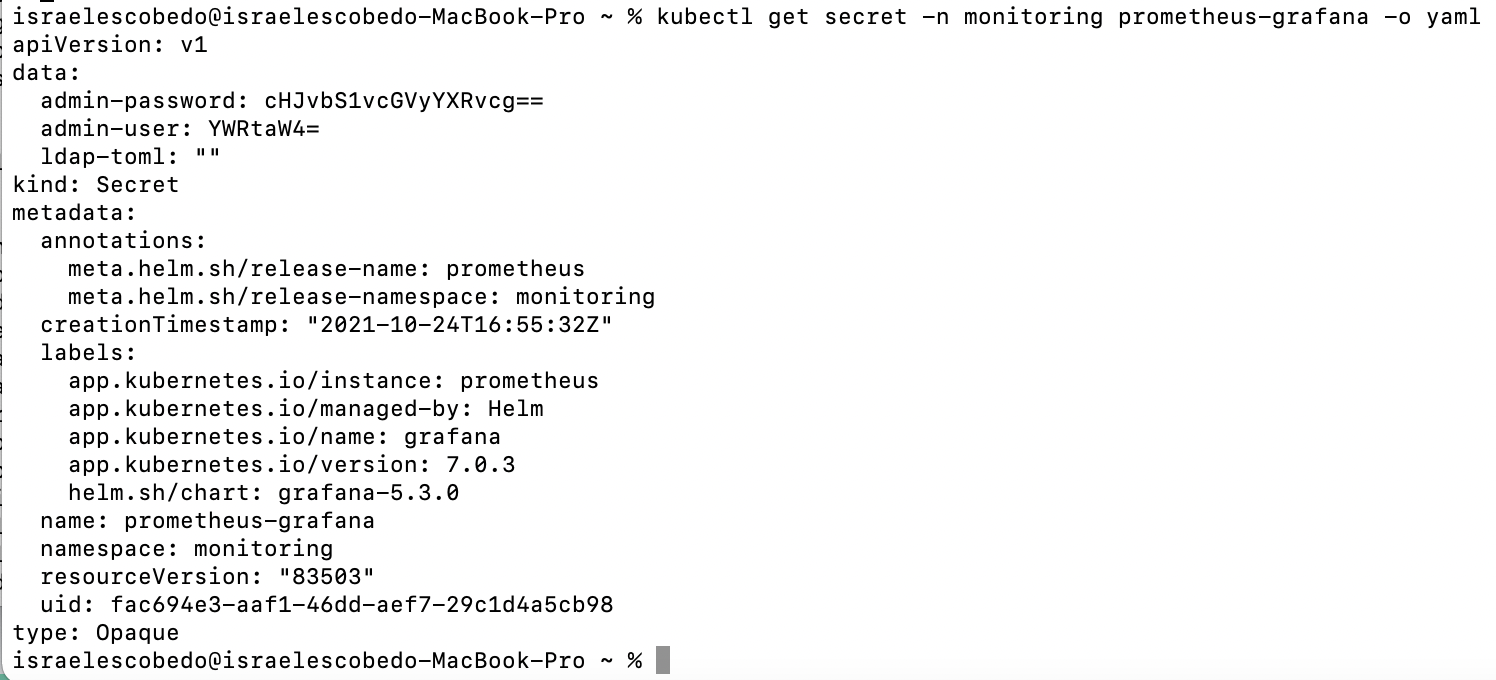 israelescobedo@israelescobedo-MacBook-Pro ~ % kubectl get secret -n monitoring prometheus-grafana -o yaml
apiVersion: v1
data:
  admin-password: cHJvbS1vcGVyYXRvcg==
  admin-user: YWRtaW4=
  ldap-toml: ""
kind: Secret
metadata:
  annotations:
    meta.helm.sh/release-name: prometheus
    meta.helm.sh/release-namespace: monitoring
  creationTimestamp: "2021-10-24T16:55:32Z"
  labels:
    app.kubernetes.io/instance: prometheus
    app.kubernetes.io/managed-by: Helm
    app.kubernetes.io/name: grafana
    app.kubernetes.io/version: 7.0.3
    helm.sh/chart: grafana-5.3.0
  name: prometheus-grafana
  namespace: monitoring
  resourceVersion: "83503"
  uid: fac694e3-aaf1-46dd-aef7-29c1d4a5cb98
type: Opaque
israelescobedo@israelescobedo-MacBook-Pro ~ %